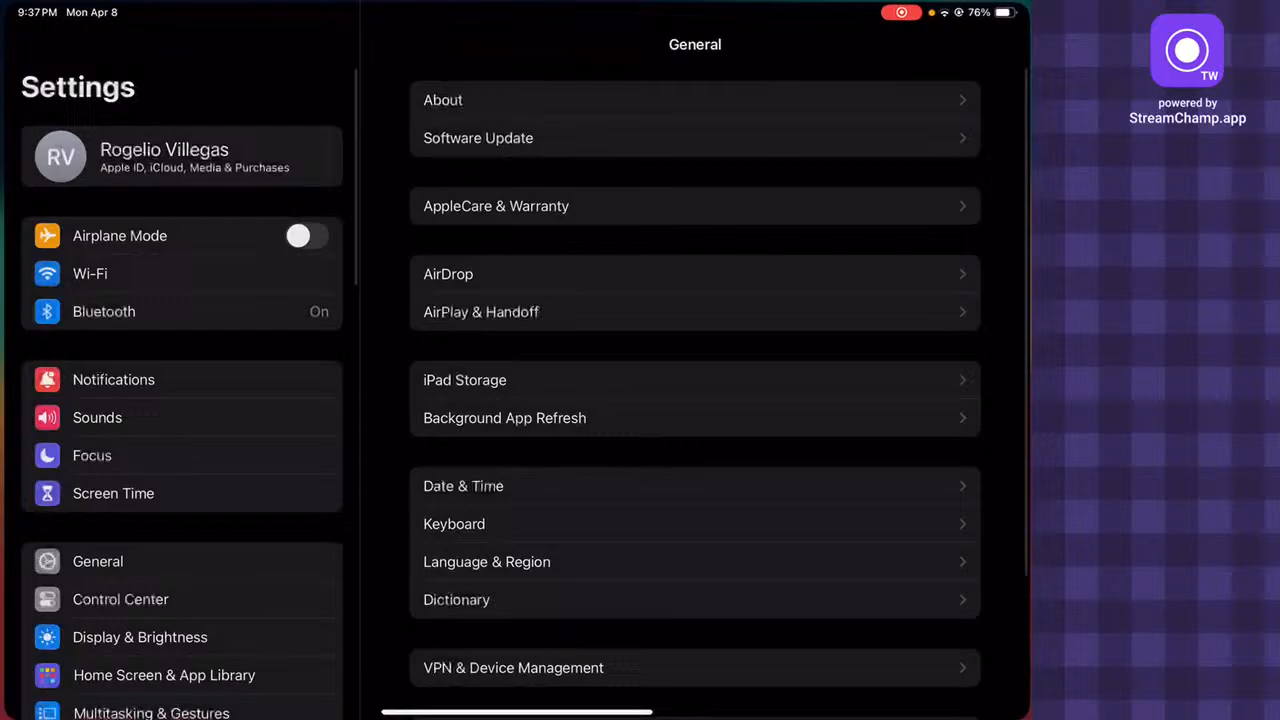 9:37 PM Mon Apr 8
76%
Settings
RV
Rogelio Villegas
Apple ID, iCloud, Media & Purchases
Airplane Mode
Wi-Fi
Bluetooth On
Notifications
Sounds
Focus
Screen Time
General
Control Center
Display & Brightness
Home Screen & App Library
Multitasking & Gestures
General
About
Software Update
AppleCare & Warranty
AirDrop
AirPlay & Handoff
iPad Storage
Background App Refresh
Date & Time
Keyboard
Language & Region
Dictionary
VPN & Device Management
TW
powered by
StreamChamp.app